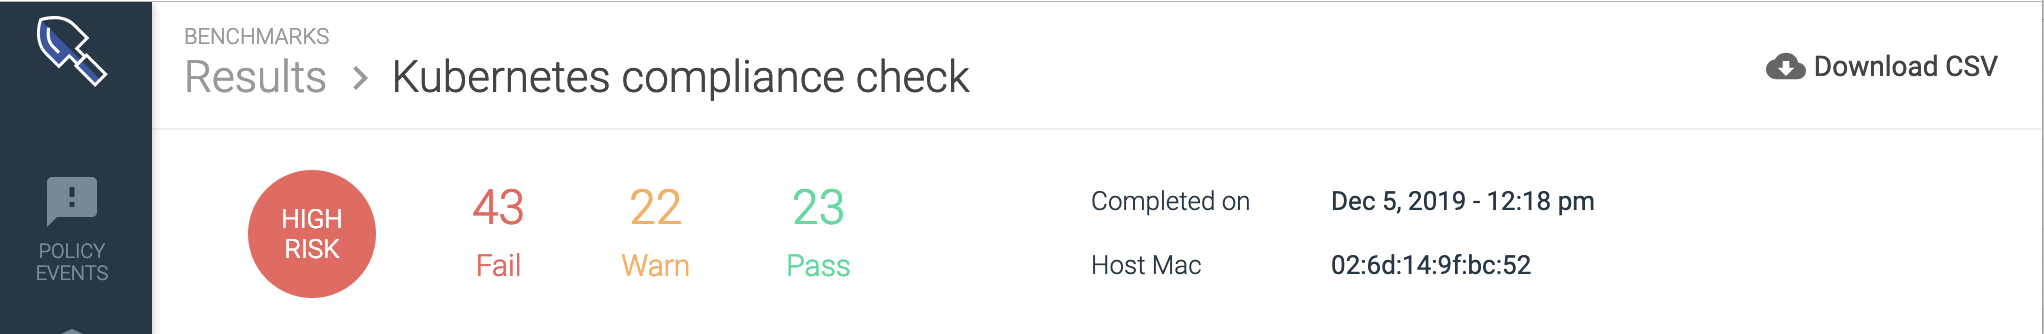 BENCHMARKS
Results > Kubernetes compliance check
Download CSV
POLICY
EVENTS
HIGH
RISK
43
Fail
22
Warn
23
Pass
Completed on Dec 5, 2019 - 12:18 pm
Host Mac 02:6d:14:9f:bc:52